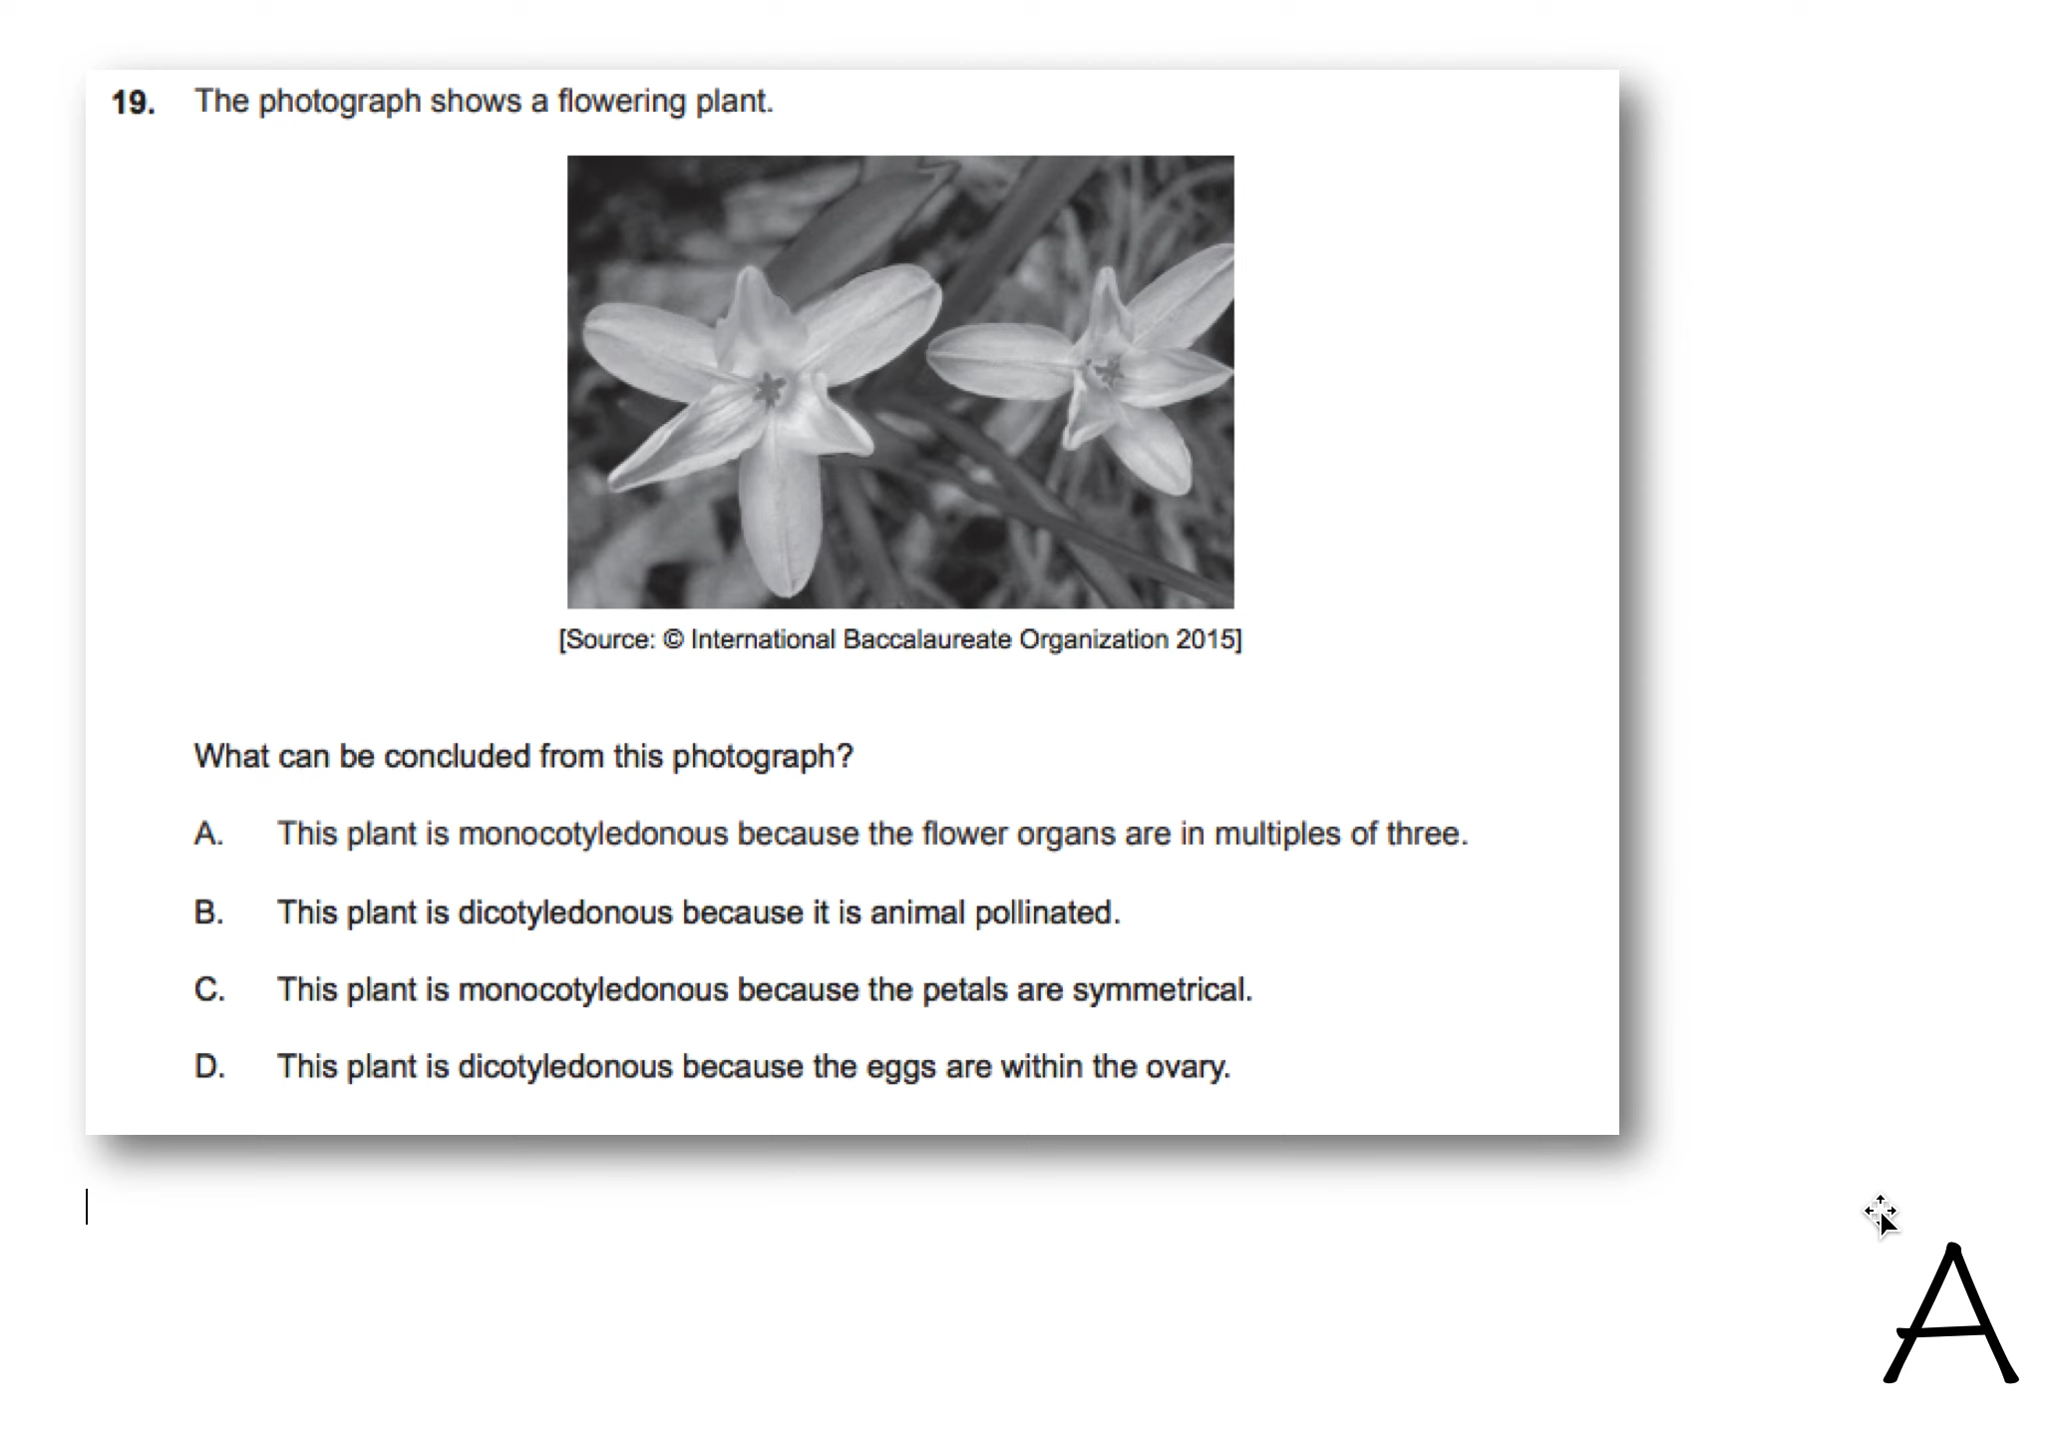 19. The photograph shows a flowering plant.
[Source: © International Baccalaureate Organization 2015]
What can be concluded from this photograph?
A. This plant is monocotyledonous because the flower organs are in multiples of three.
B. This plant is dicotyledonous because it is animal pollinated.
C. This plant is monocotyledonous because the petals are symmetrical.
D. This plant is dicotyledonous because the eggs are within the ovary.
A